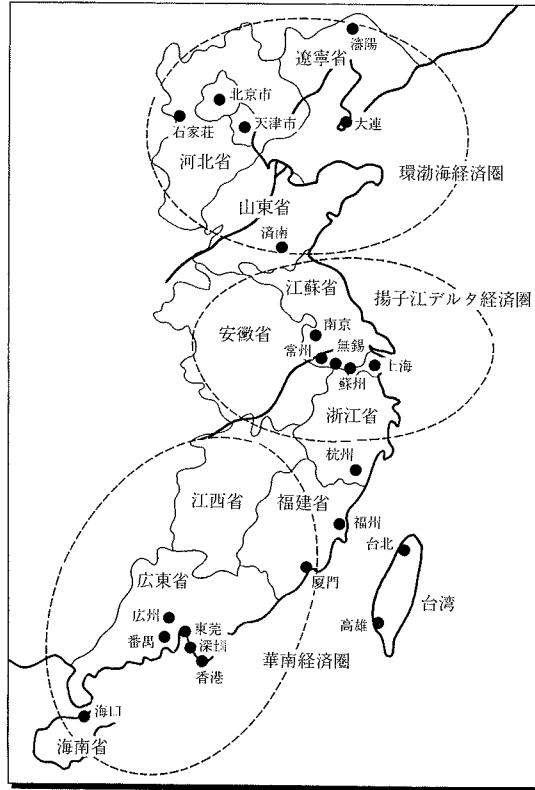 瀋陽
遼寧省
北京市
石家荘
天津市
大連
河北省
環渤海経済圏
山東省
済南
江蘇省
揚子江デルタ経済圏
安徽省
南京
常州
無錫
上海
蘇州
浙江省
杭州
江西省
福建省
福州
台北
広東省
厦門
台湾
広州
東莞
高雄
番禺
深圳
華南経済圏
香港
海口
海南省